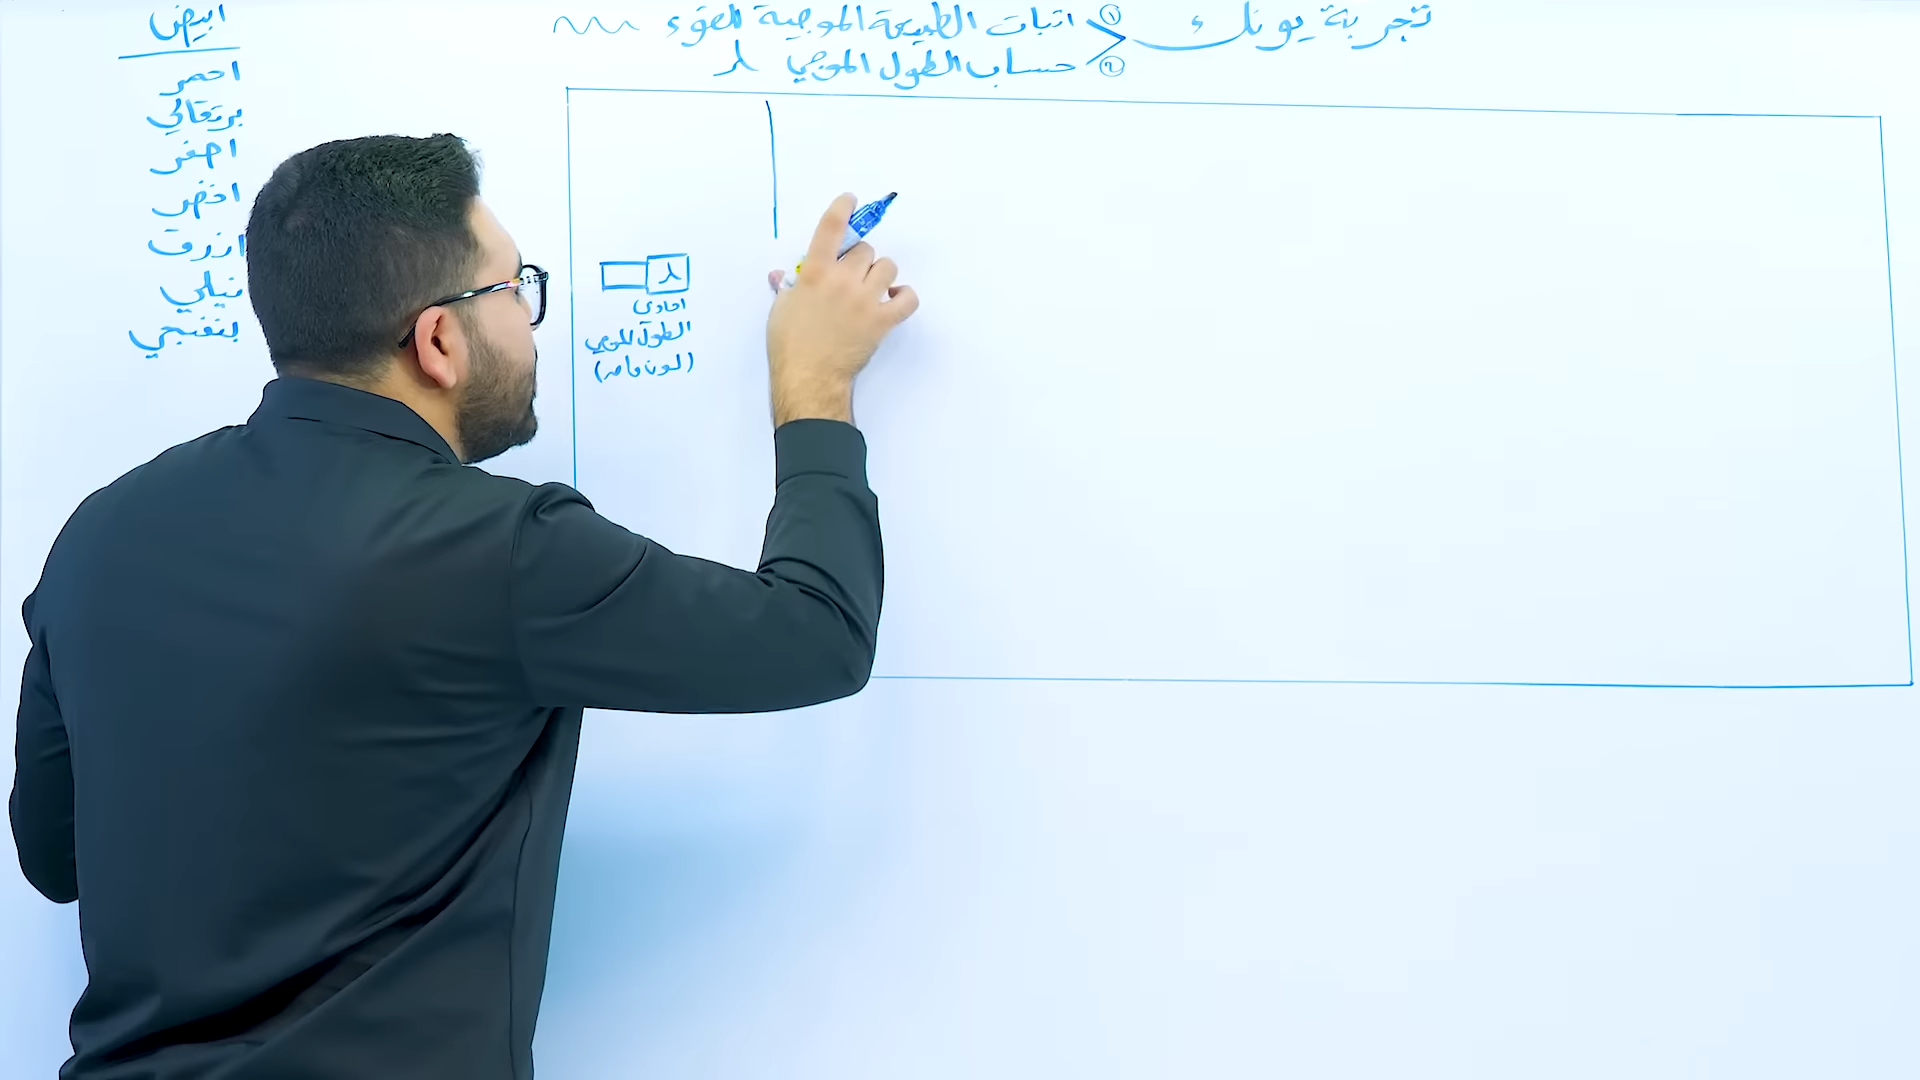 تجربة يونك
① اثبات الطبيعة الموجية للضوء
② حساب الطول الموجي λ
ابيض
احمر
برتقالي
اصفر
اخضر
ازرق
نيلي
بنفسجي
λ
احادي
الطول الموجي
(لون واحد)